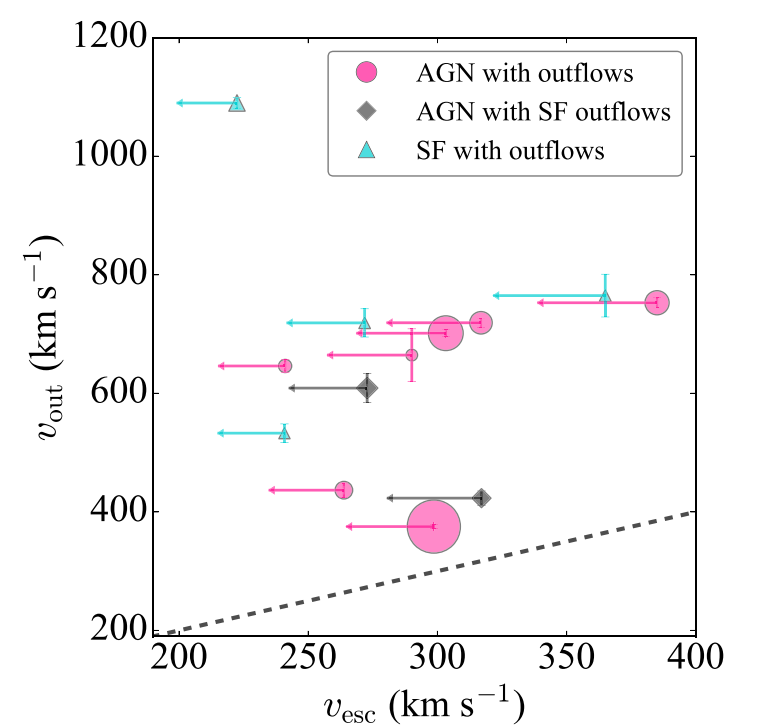 1200
1000
800
600
400
200
v_out (km s⁻¹)
AGN with outflows
AGN with SF outflows
SF with outflows
200 250 300 350 400
v_esc (km s⁻¹)